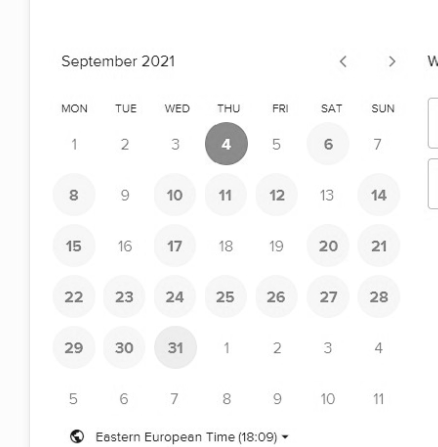 September 2021
W
MON TUE WED THU FRI SAT SUN
1 2 3 4 5 6 7
8 9 10 11 12 13 14
15 16 17 18 19 20 21
22 23 24 25 26 27 28
29 30 31 1 2 3 4
5 6 7 8 9 10 11
Eastern European Time (18:09)